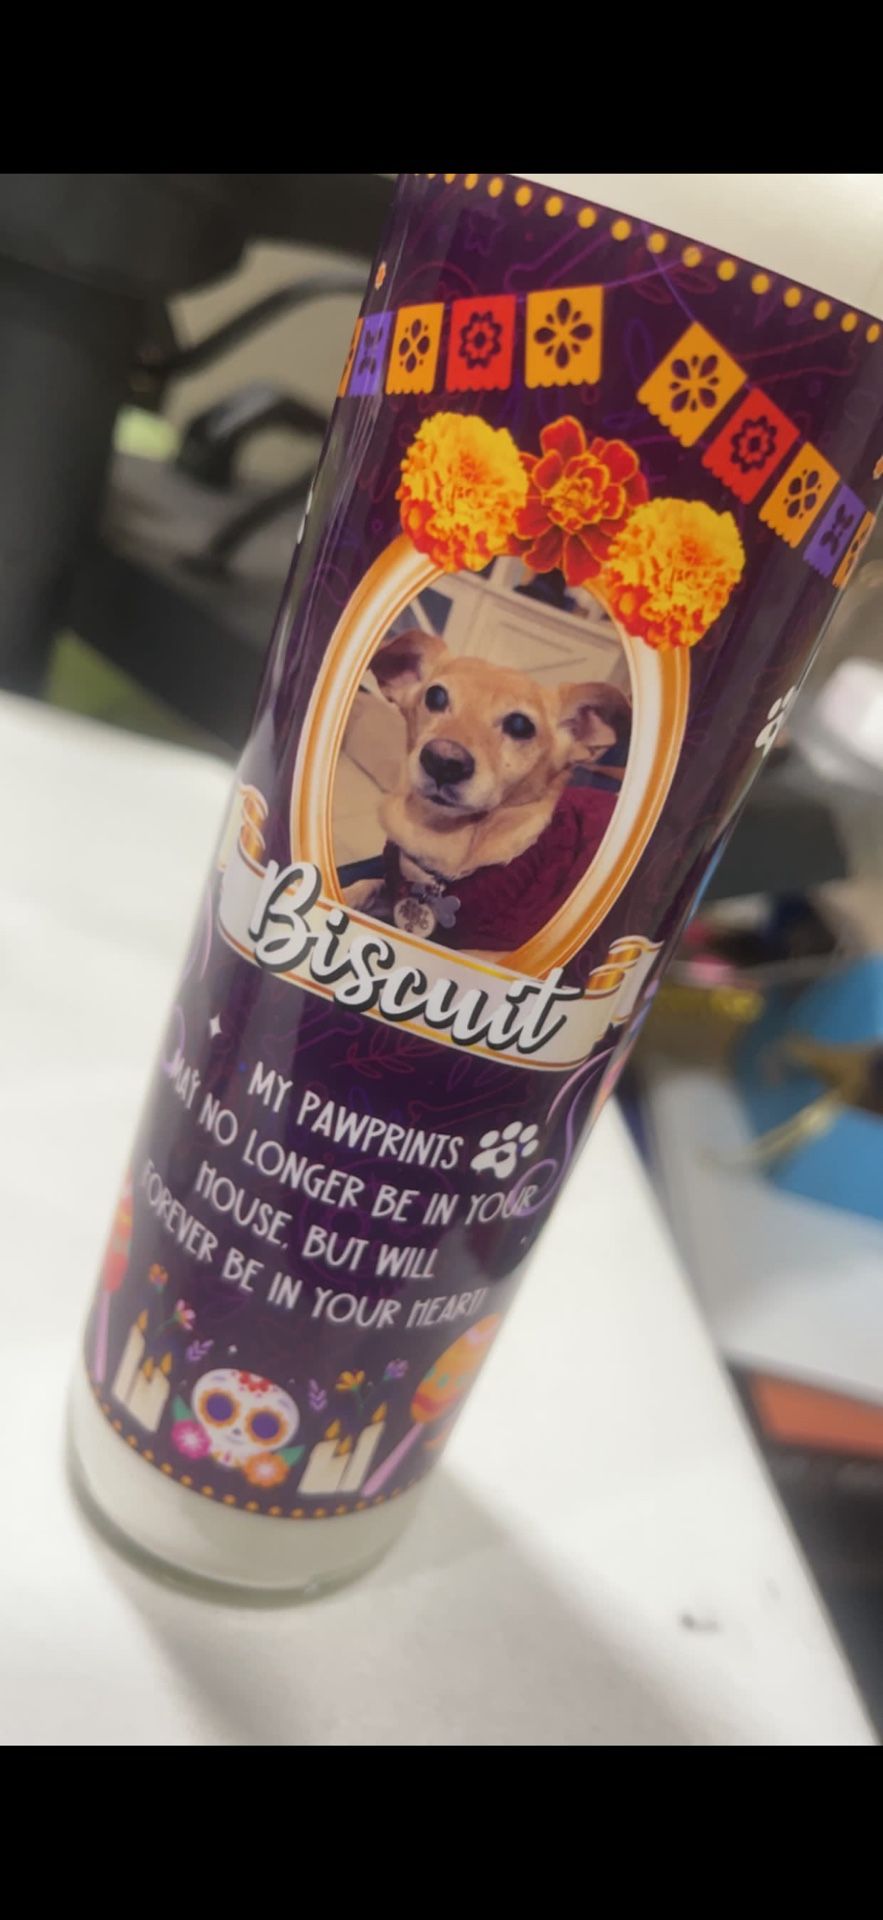 Biscuit
MY PAWPRINTS
MAY NO LONGER BE IN YOUR
HOUSE, BUT WILL
FOREVER BE IN YOUR HEART!